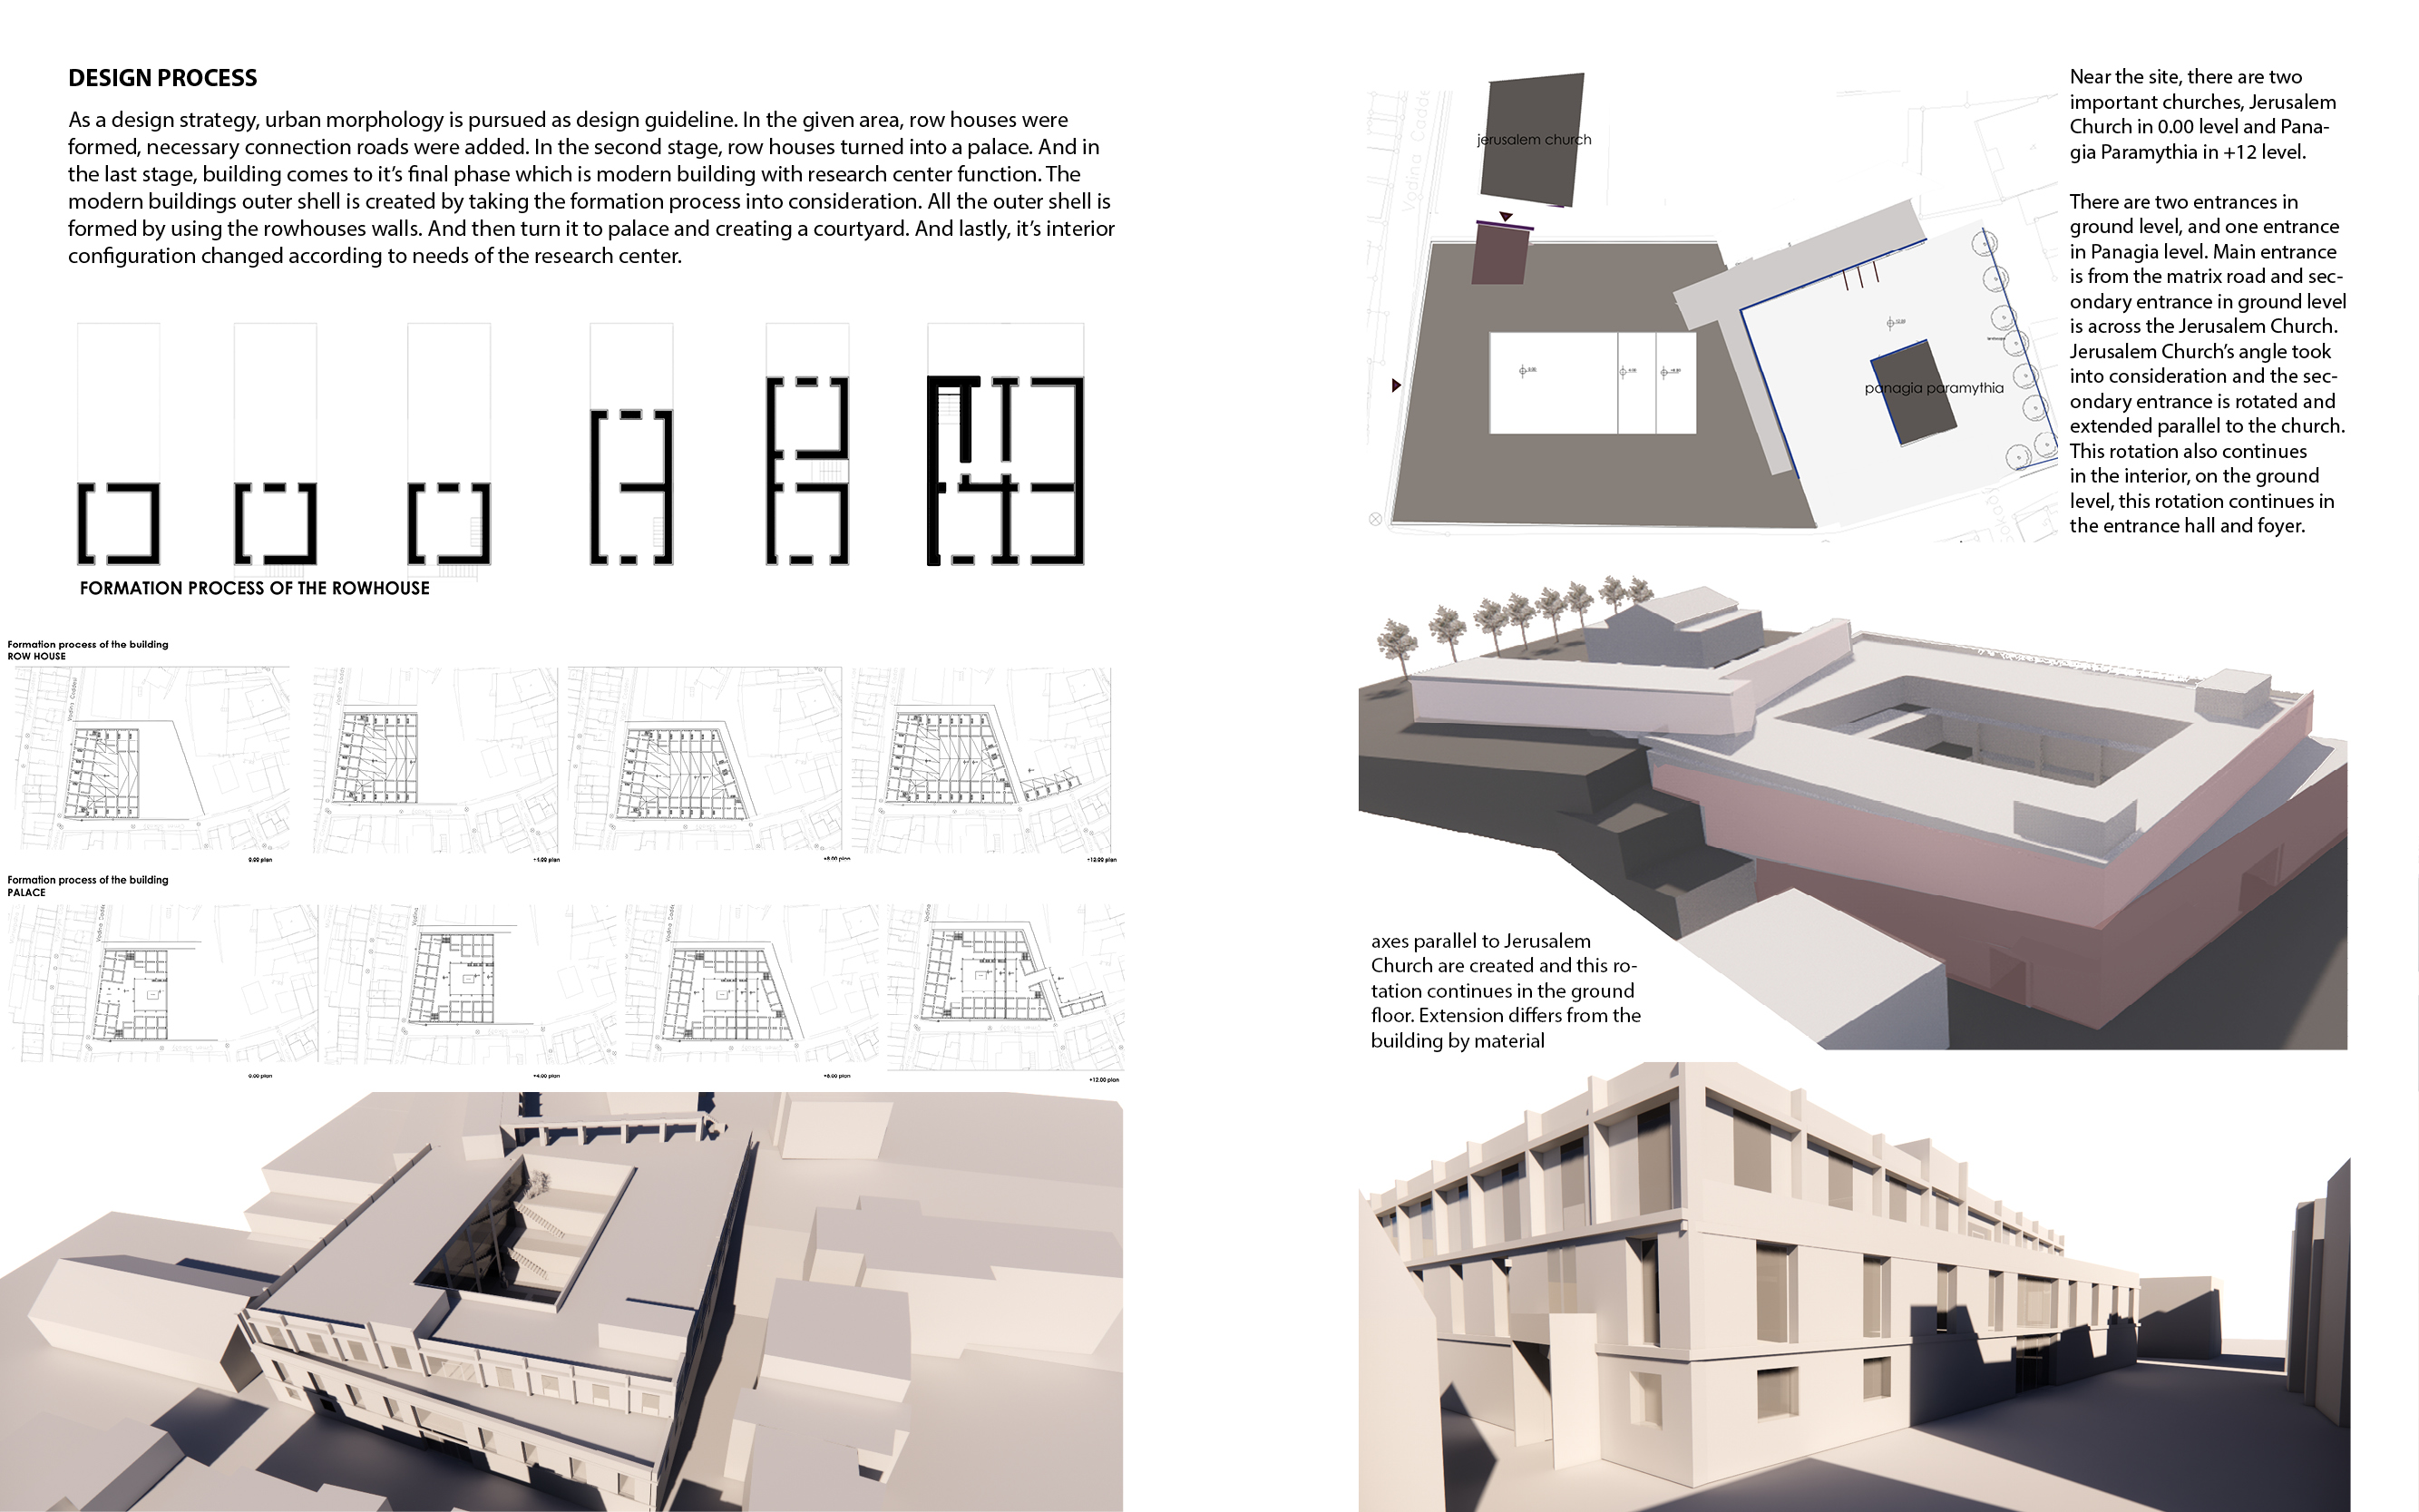 DESIGN PROCESS
As a design strategy, urban morphology is pursued as design guideline. In the given area, row houses were
formed, necessary connection roads were added. In the second stage, row houses turned into a palace. And in
the last stage, building comes to it's final phase which is modern building with research center function. The
modern buildings outer shell is created by taking the formation process into consideration. All the outer shell is
formed by using the rowhouses walls. And then turn it to palace and creating a courtyard. And lastly, it's interior
configuration changed according to needs of the research center.
FORMATION PROCESS OF THE ROWHOUSE
Formation process of the building
ROW HOUSE
Vodina Caddesi
0.00 plan
+4.00 plan
+8.00 plan
+12.00 plan
Formation process of the building
PALACE
0.00 plan
+4.00 plan
+8.00 plan
+12.00 plan
Vodina Cadde
jerusalem church
panagia paramythia
Near the site, there are two
important churches, Jerusalem
Church in 0.00 level and Pana-
gia Paramythia in +12 level.
There are two entrances in
ground level, and one entrance
in Panagia level. Main entrance
is from the matrix road and sec-
ondary entrance in ground level
is across the Jerusalem Church.
Jerusalem Church's angle took
into consideration and the sec-
ondary entrance is rotated and
extended parallel to the church.
This rotation also continues
in the interior, on the ground
level, this rotation continues in
the entrance hall and foyer.
axes parallel to Jerusalem
Church are created and this ro-
tation continues in the ground
floor. Extension differs from the
building by material